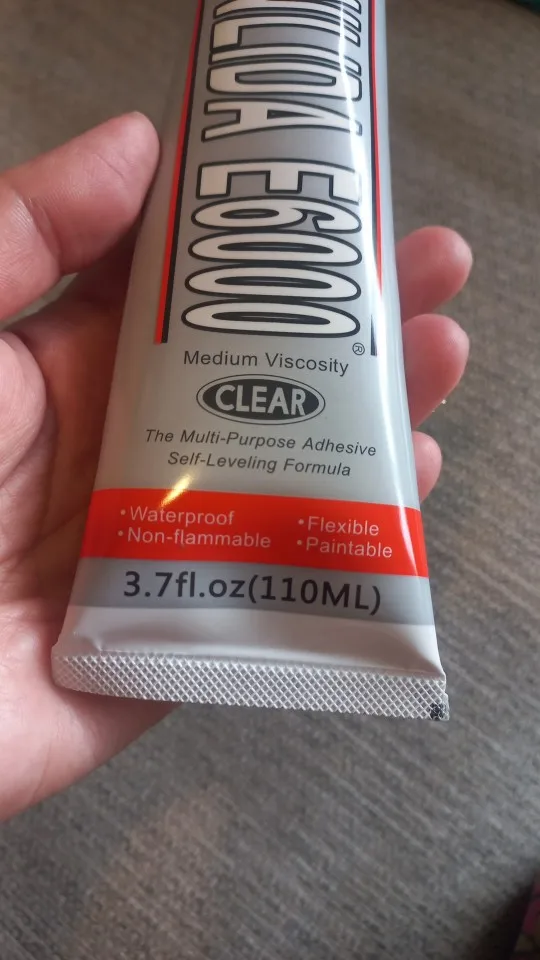 E6000®
Medium Viscosity
CLEAR
The Multi-Purpose Adhesive
Self-Leveling Formula
•Waterproof
•Non-flammable
•Flexible
•Paintable
3.7fl.oz(110ML)